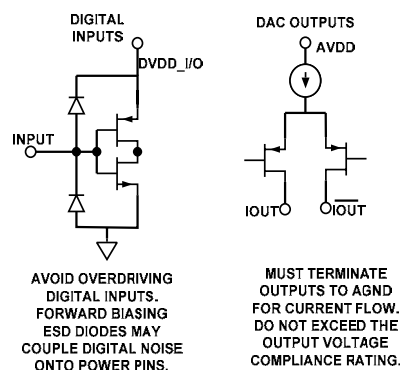 DIGITAL
INPUTS
DVDD_I/O
INPUT
AVOID OVERDRIVING
DIGITAL INPUTS.
FORWARD BIASING
ESD DIODES MAY
COUPLE DIGITAL NOISE
ONTO POWER PINS.
DAC OUTPUTS
AVDD
IOUT
IOUT
MUST TERMINATE
OUTPUTS TO AGND
FOR CURRENT FLOW.
DO NOT EXCEED THE
OUTPUT VOLTAGE
COMPLIANCE RATING.